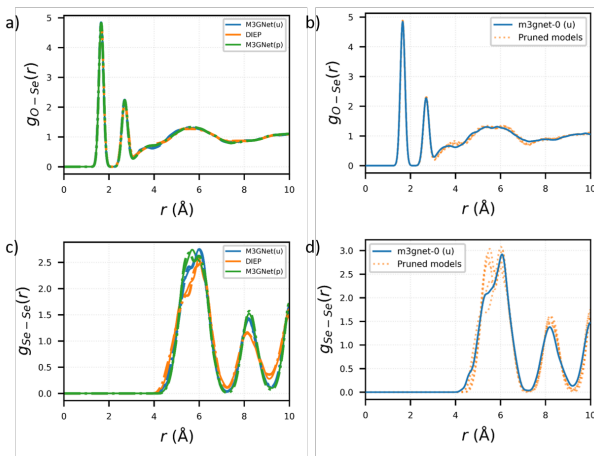 a)
g_{O-Se}(r)
5
4
3
2
1
0
0 2 4 6 8 10
r (Å)
M3GNet(u)
DIEP
M3GNet(p)
b)
g_{O-Se}(r)
5
4
3
2
1
0
0 2 4 6 8 10
r (Å)
m3gnet-0 (u)
Pruned models
c)
g_{Se-Se}(r)
2.5
2.0
1.5
1.0
0.5
0.0
0 2 4 6 8 10
r (Å)
M3GNet(u)
DIEP
M3GNet(p)
d)
g_{Se-Se}(r)
3.0
2.5
2.0
1.5
1.0
0.5
0.0
0 2 4 6 8 10
r (Å)
m3gnet-0 (u)
Pruned models